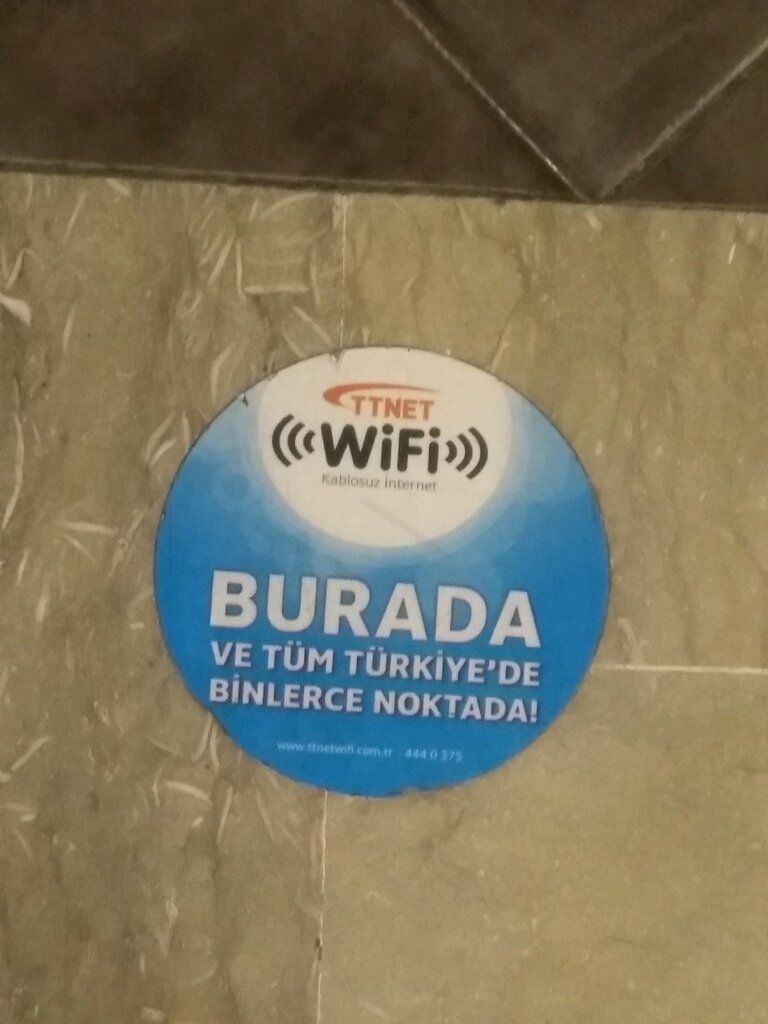 TTNET
WiFi
Kablosuz İnternet
BURADA
VE TÜM TÜRKİYE'DE
BİNLERCE NOKTADA!
www.ttnetwifi.com.tr 444 0 375